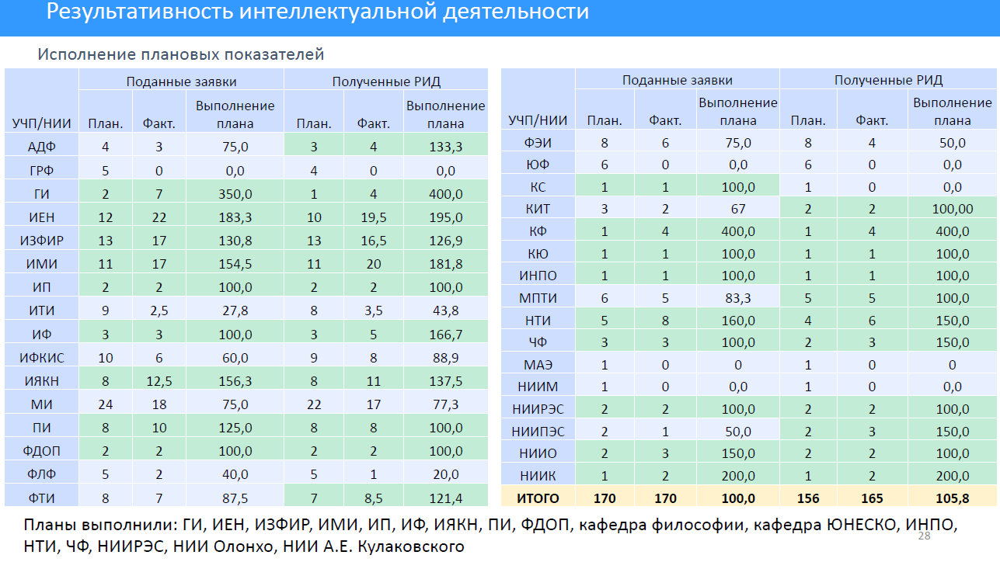 Результативность интеллектуальной деятельности
Исполнение плановых показателей
УЧП/НИИ Поданные заявки Полученные РИД
План. Факт. Выполнение плана План. Факт. Выполнение плана
АДФ 4 3 75,0 3 4 133,3
ГРФ 5 0 0,0 4 0 0,0
ГИ 2 7 350,0 1 4 400,0
ИЕН 12 22 183,3 10 19,5 195,0
ИЗФИР 13 17 130,8 13 16,5 126,9
ИМИ 11 17 154,5 11 20 181,8
ИП 2 2 100,0 2 2 100,0
ИТИ 9 2,5 27,8 8 3,5 43,8
ИФ 3 3 100,0 3 5 166,7
ИФКИС 10 6 60,0 9 8 88,9
ИЯКН 8 12,5 156,3 8 11 137,5
МИ 24 18 75,0 22 17 77,3
ПИ 8 10 125,0 8 8 100,0
ФДОП 2 2 100,0 2 2 100,0
ФЛФ 5 2 40,0 5 1 20,0
ФТИ 8 7 87,5 7 8,5 121,4
УЧП/НИИ Поданные заявки Полученные РИД
План. Факт. Выполнение плана План. Факт. Выполнение плана
ФЭИ 8 6 75,0 8 4 50,0
ЮФ 6 0 0,0 6 0 0,0
КС 1 1 100,0 1 0 0,0
КИТ 3 2 67 2 2 100,00
КФ 1 4 400,0 1 4 400,0
КЮ 1 1 100,0 1 1 100,0
ИНПО 1 1 100,0 1 1 100,0
МПТИ 6 5 83,3 5 5 100,0
НТИ 5 8 160,0 4 6 150,0
ЧФ 3 3 100,0 2 3 150,0
МАЭ 1 0 0 1 0 0
НИИМ 1 0 0,0 1 0 0,0
НИИРЭС 2 2 100,0 2 2 100,0
НИИПЭС 2 1 50,0 2 3 150,0
НИИО 2 3 150,0 2 2 100,0
НИИК 1 2 200,0 1 2 200,0
ИТОГО 170 170 100,0 156 165 105,8
Планы выполнили: ГИ, ИЕН, ИЗФИР, ИМИ, ИП, ИФ, ИЯКН, ПИ, ФДОП, кафедра философии, кафедра ЮНЕСКО, ИНПО,
НТИ, ЧФ, НИИРЭС, НИИ Олонхо, НИИ А.Е. Кулаковского
28